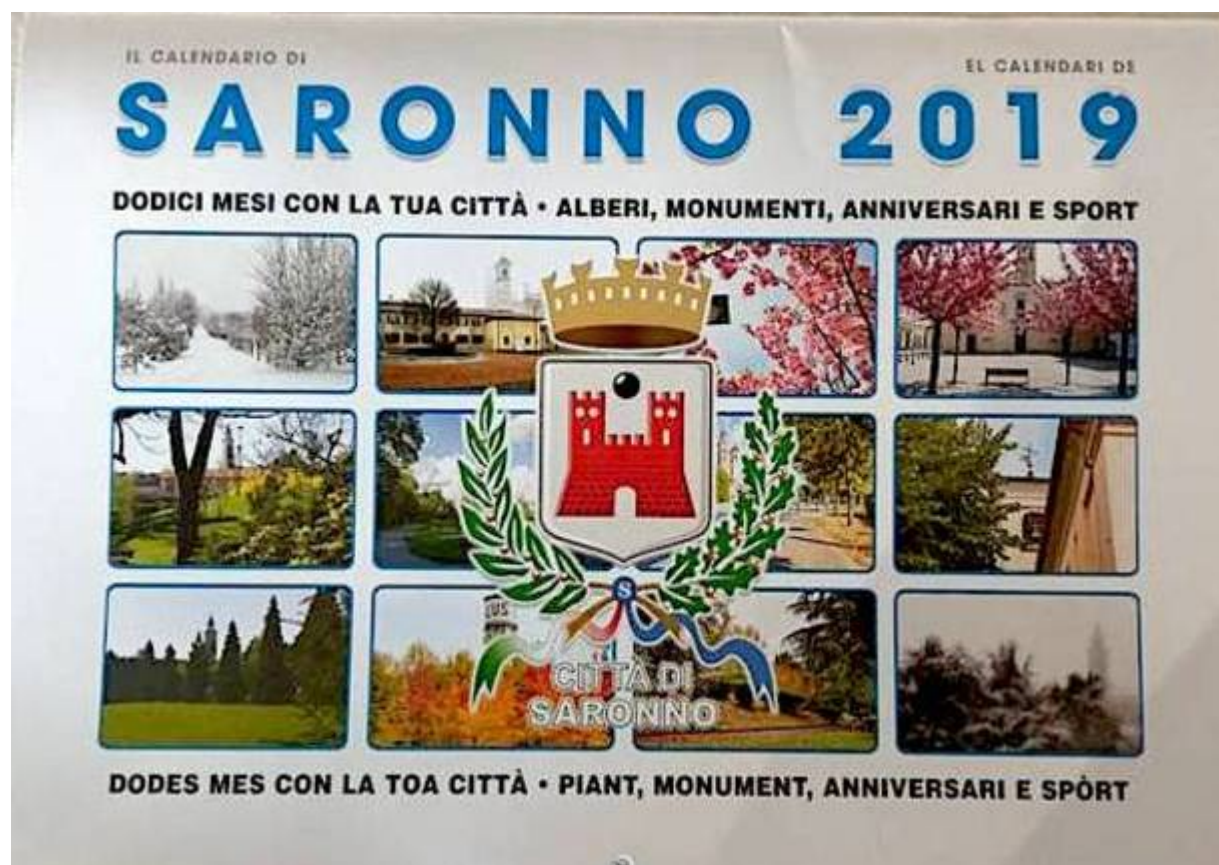 IL CALENDARIO DI
EL CALENDARI DE
SARONNO 2019
DODICI MESI CON LA TUA CITTÀ • ALBERI, MONUMENTI, ANNIVERSARI E SPORT
S
CITTÀ DI
SARONNO
DODES MES CON LA TOA CITTÀ • PIANT, MONUMENT, ANNIVERSARI E SPÒRT